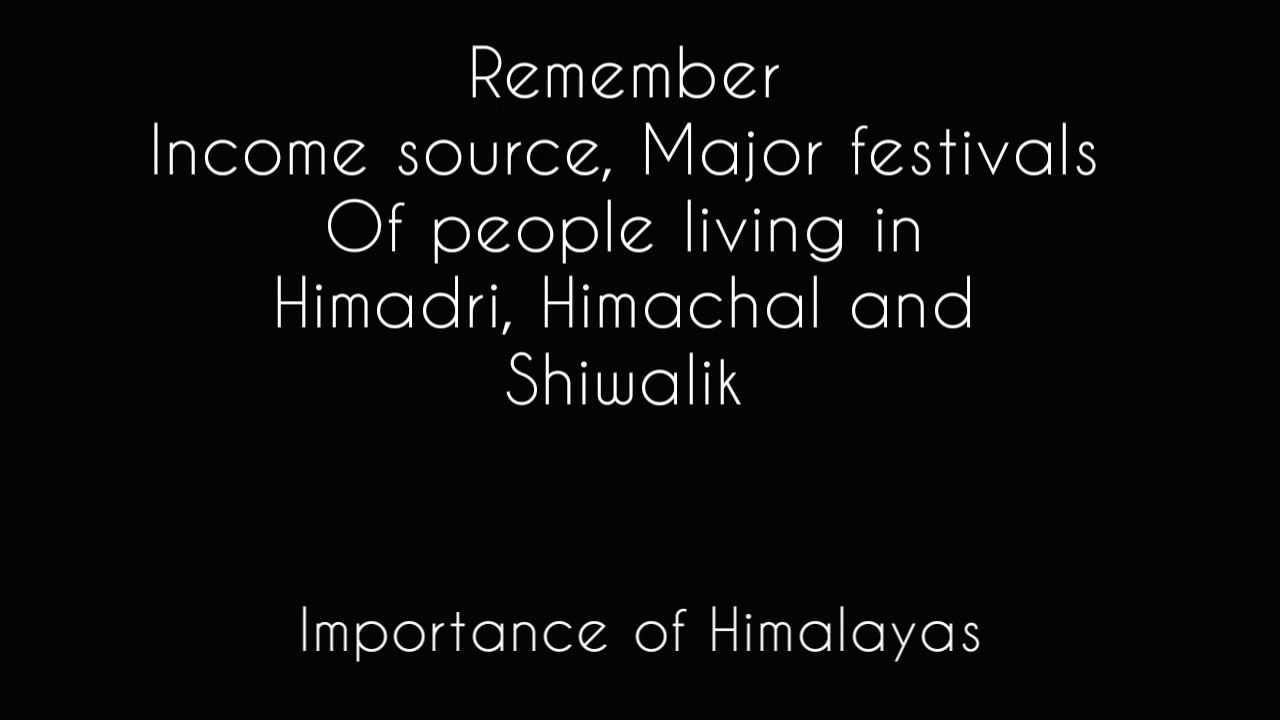 Remember
Income source, Major festivals
Of people living in
Himadri, Himachal and
Shiwalik
Importance of Himalayas